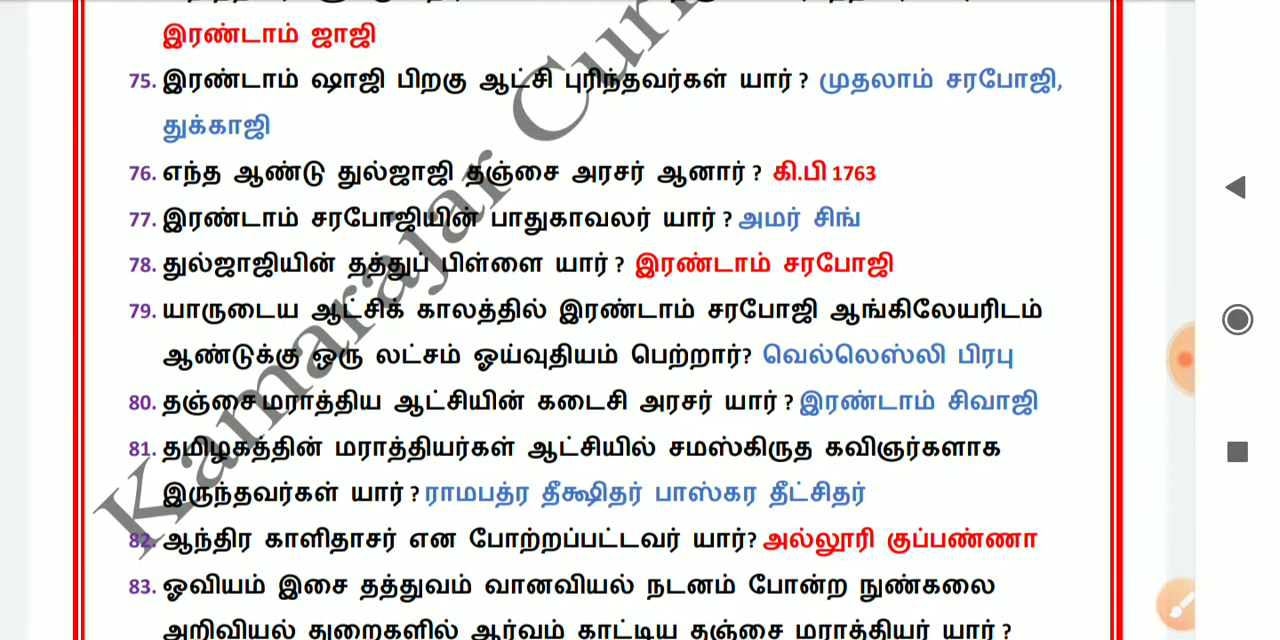 இரண்டாம் ஜாஜி
75. இரண்டாம் ஷாஜி பிறகு ஆட்சி புரிந்தவர்கள் யார் ? முதலாம் சரபோஜி,
துக்காஜி
76. எந்த ஆண்டு துல்ஜாஜி தஞ்சை அரசர் ஆனார் ? கி.பி 1763
77. இரண்டாம் சரபோஜியின் பாதுகாவலர் யார் ? அமர் சிங்
78. துல்ஜாஜியின் தத்துப் பிள்ளை யார் ? இரண்டாம் சரபோஜி
79. யாருடைய ஆட்சிக் காலத்தில் இரண்டாம் சரபோஜி ஆங்கிலேயரிடம்
ஆண்டுக்கு ஒரு லட்சம் ஓய்வுதியம் பெற்றார்? வெல்லெஸ்லி பிரபு
80. தஞ்சைமராத்திய ஆட்சியின் கடைசி அரசர் யார் ? இரண்டாம் சிவாஜி
81. தமிழகத்தின் மராத்தியர்கள் ஆட்சியில் சமஸ்கிருத கவிஞர்களாக
இருந்தவர்கள் யார் ? ராமபத்ர தீக்ஷிதர் பாஸ்கர தீட்சிதர்
82. ஆந்திர காளிதாசர் என போற்றப்பட்டவர் யார்? அல்லூரி குப்பண்ணா
83. ஓவியம் இசை தத்துவம் வானவியல் நடனம் போன்ற நுண்கலை
அறிவியல் துறைகளில் ஆர்வம் காட்டிய தஞ்சை மராத்தியர் யார் ?
Kamarajar